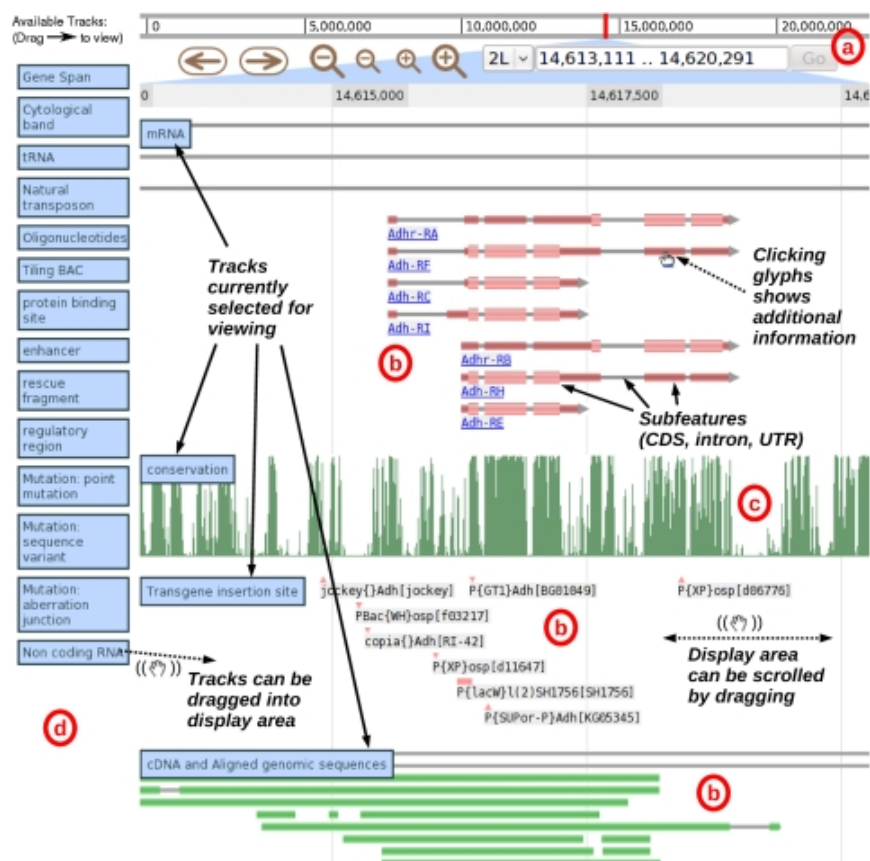 Available Tracks:
(Drag → to view)
0 5,000,000 10,000,000 15,000,000 20,000,000
2L 14,613,111 .. 14,620,291 Go
a
0 14,615,000 14,617,500 14,6
Gene Span
Cytological
band
tRNA
Natural
transposon
Oligonucleotides
Tiling BAC
protein binding
site
enhancer
rescue
fragment
regulatory
region
Mutation: point
mutation
Mutation:
sequence
variant
Mutation:
aberration
junction
Non coding RNA
d
mRNA
Tracks
currently
selected for
viewing
Adhr-RA
Adh-RF
Adh-RC
Adh-RI
Adhr-RB
Adh-RH
Adh-RE
b
Clicking
glyphs
shows
additional
information
Subfeatures
(CDS, intron, UTR)
conservation
c
Transgene insertion site
jockey{}Adh[jockey] P{GT1}Adh[BG01049] P{XP}osp[d06776]
PBac{WH}osp[f03217]
copia{}Adh[RI-42]
P{XP}osp[d11647]
P{lacW}l(2)SH1756[SH1756]
P{SUPor-P}Adh[KG05345]
b
Tracks can be
dragged into
display area
Display area
can be scrolled
by dragging
cDNA and Aligned genomic sequences
b